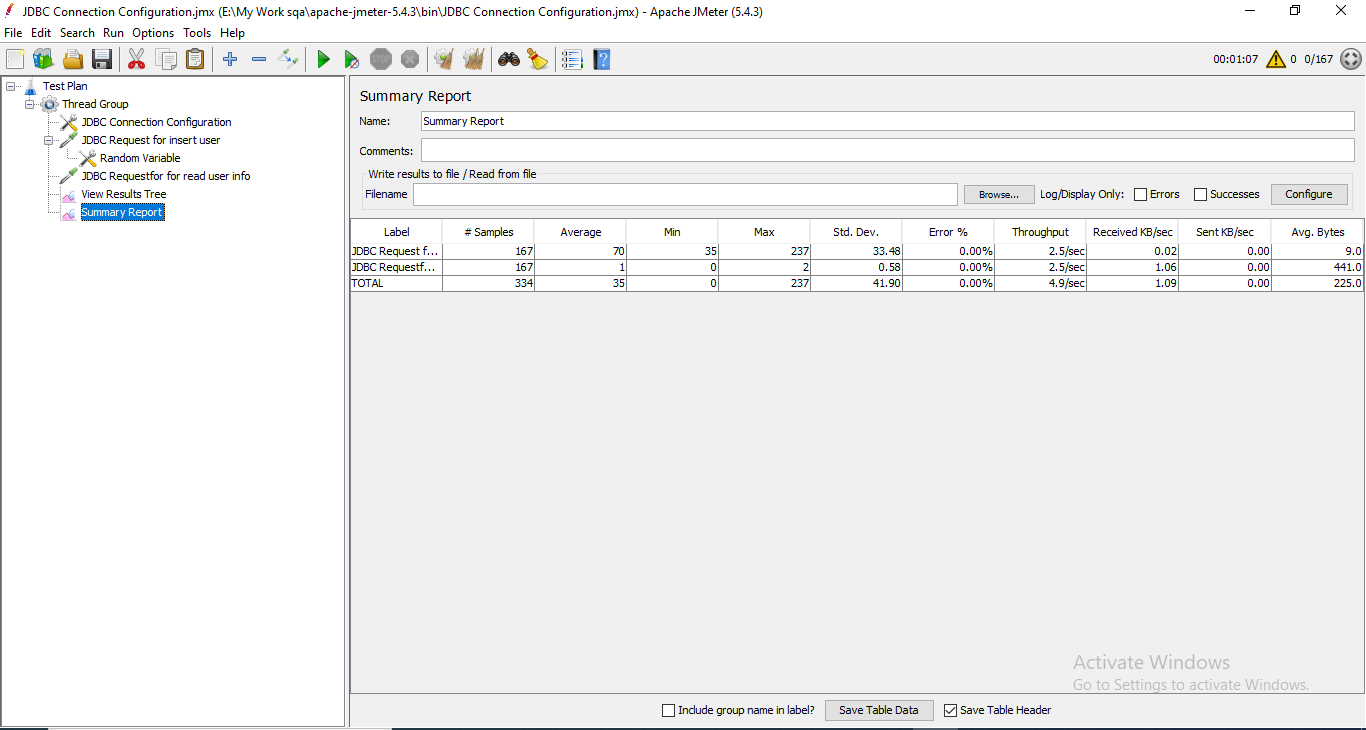 JDBC Connection Configuration.jmx (E:\My Work sqa\apache-jmeter-5.4.3\bin\JDBC Connection Configuration.jmx) - Apache JMeter (5.4.3)
File Edit Search Run Options Tools Help
STOP 00:01:07 0 0/167
Test Plan
Thread Group
JDBC Connection Configuration
JDBC Request for insert user
Random Variable
JDBC Requestfor for read user info
View Results Tree
Summary Report
Summary Report
Name: Summary Report
Comments:
Write results to file / Read from file
Filename Browse... Log/Display Only: Errors Successes Configure
Label # Samples Average Min Max Std. Dev. Error % Throughput Received KB/sec Sent KB/sec Avg. Bytes
JDBC Request f... 167 70 35 237 33.48 0.00% 2.5/sec 0.02 0.00 9.0
JDBC Requestf... 167 1 0 2 0.58 0.00% 2.5/sec 1.06 0.00 441.0
TOTAL 334 35 0 237 41.90 0.00% 4.9/sec 1.09 0.00 225.0
Activate Windows
Go to Settings to activate Windows.
Include group name in label? Save Table Data Save Table Header